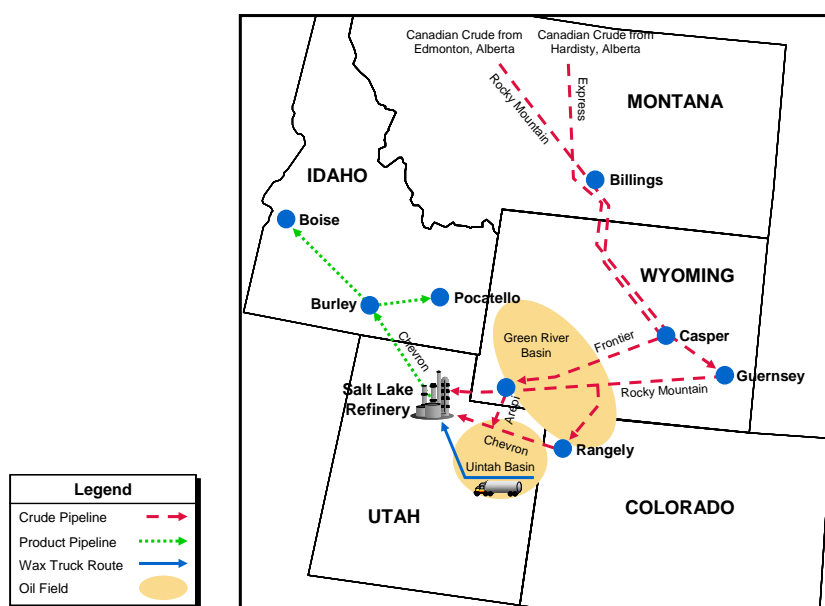 Canadian Crude from
Edmonton, Alberta
Canadian Crude from
Hardisty, Alberta
Rocky Mountain
Express
MONTANA
IDAHO
Billings
Boise
WYOMING
Pocatello
Burley
Green River
Basin
Frontier
Casper
Chevron
Guernsey
Salt Lake
Refinery
Rocky Mountain
Arepi
Chevron
Rangely
Uintah Basin
UTAH
COLORADO
Legend
Crude Pipeline
Product Pipeline
Wax Truck Route
Oil Field